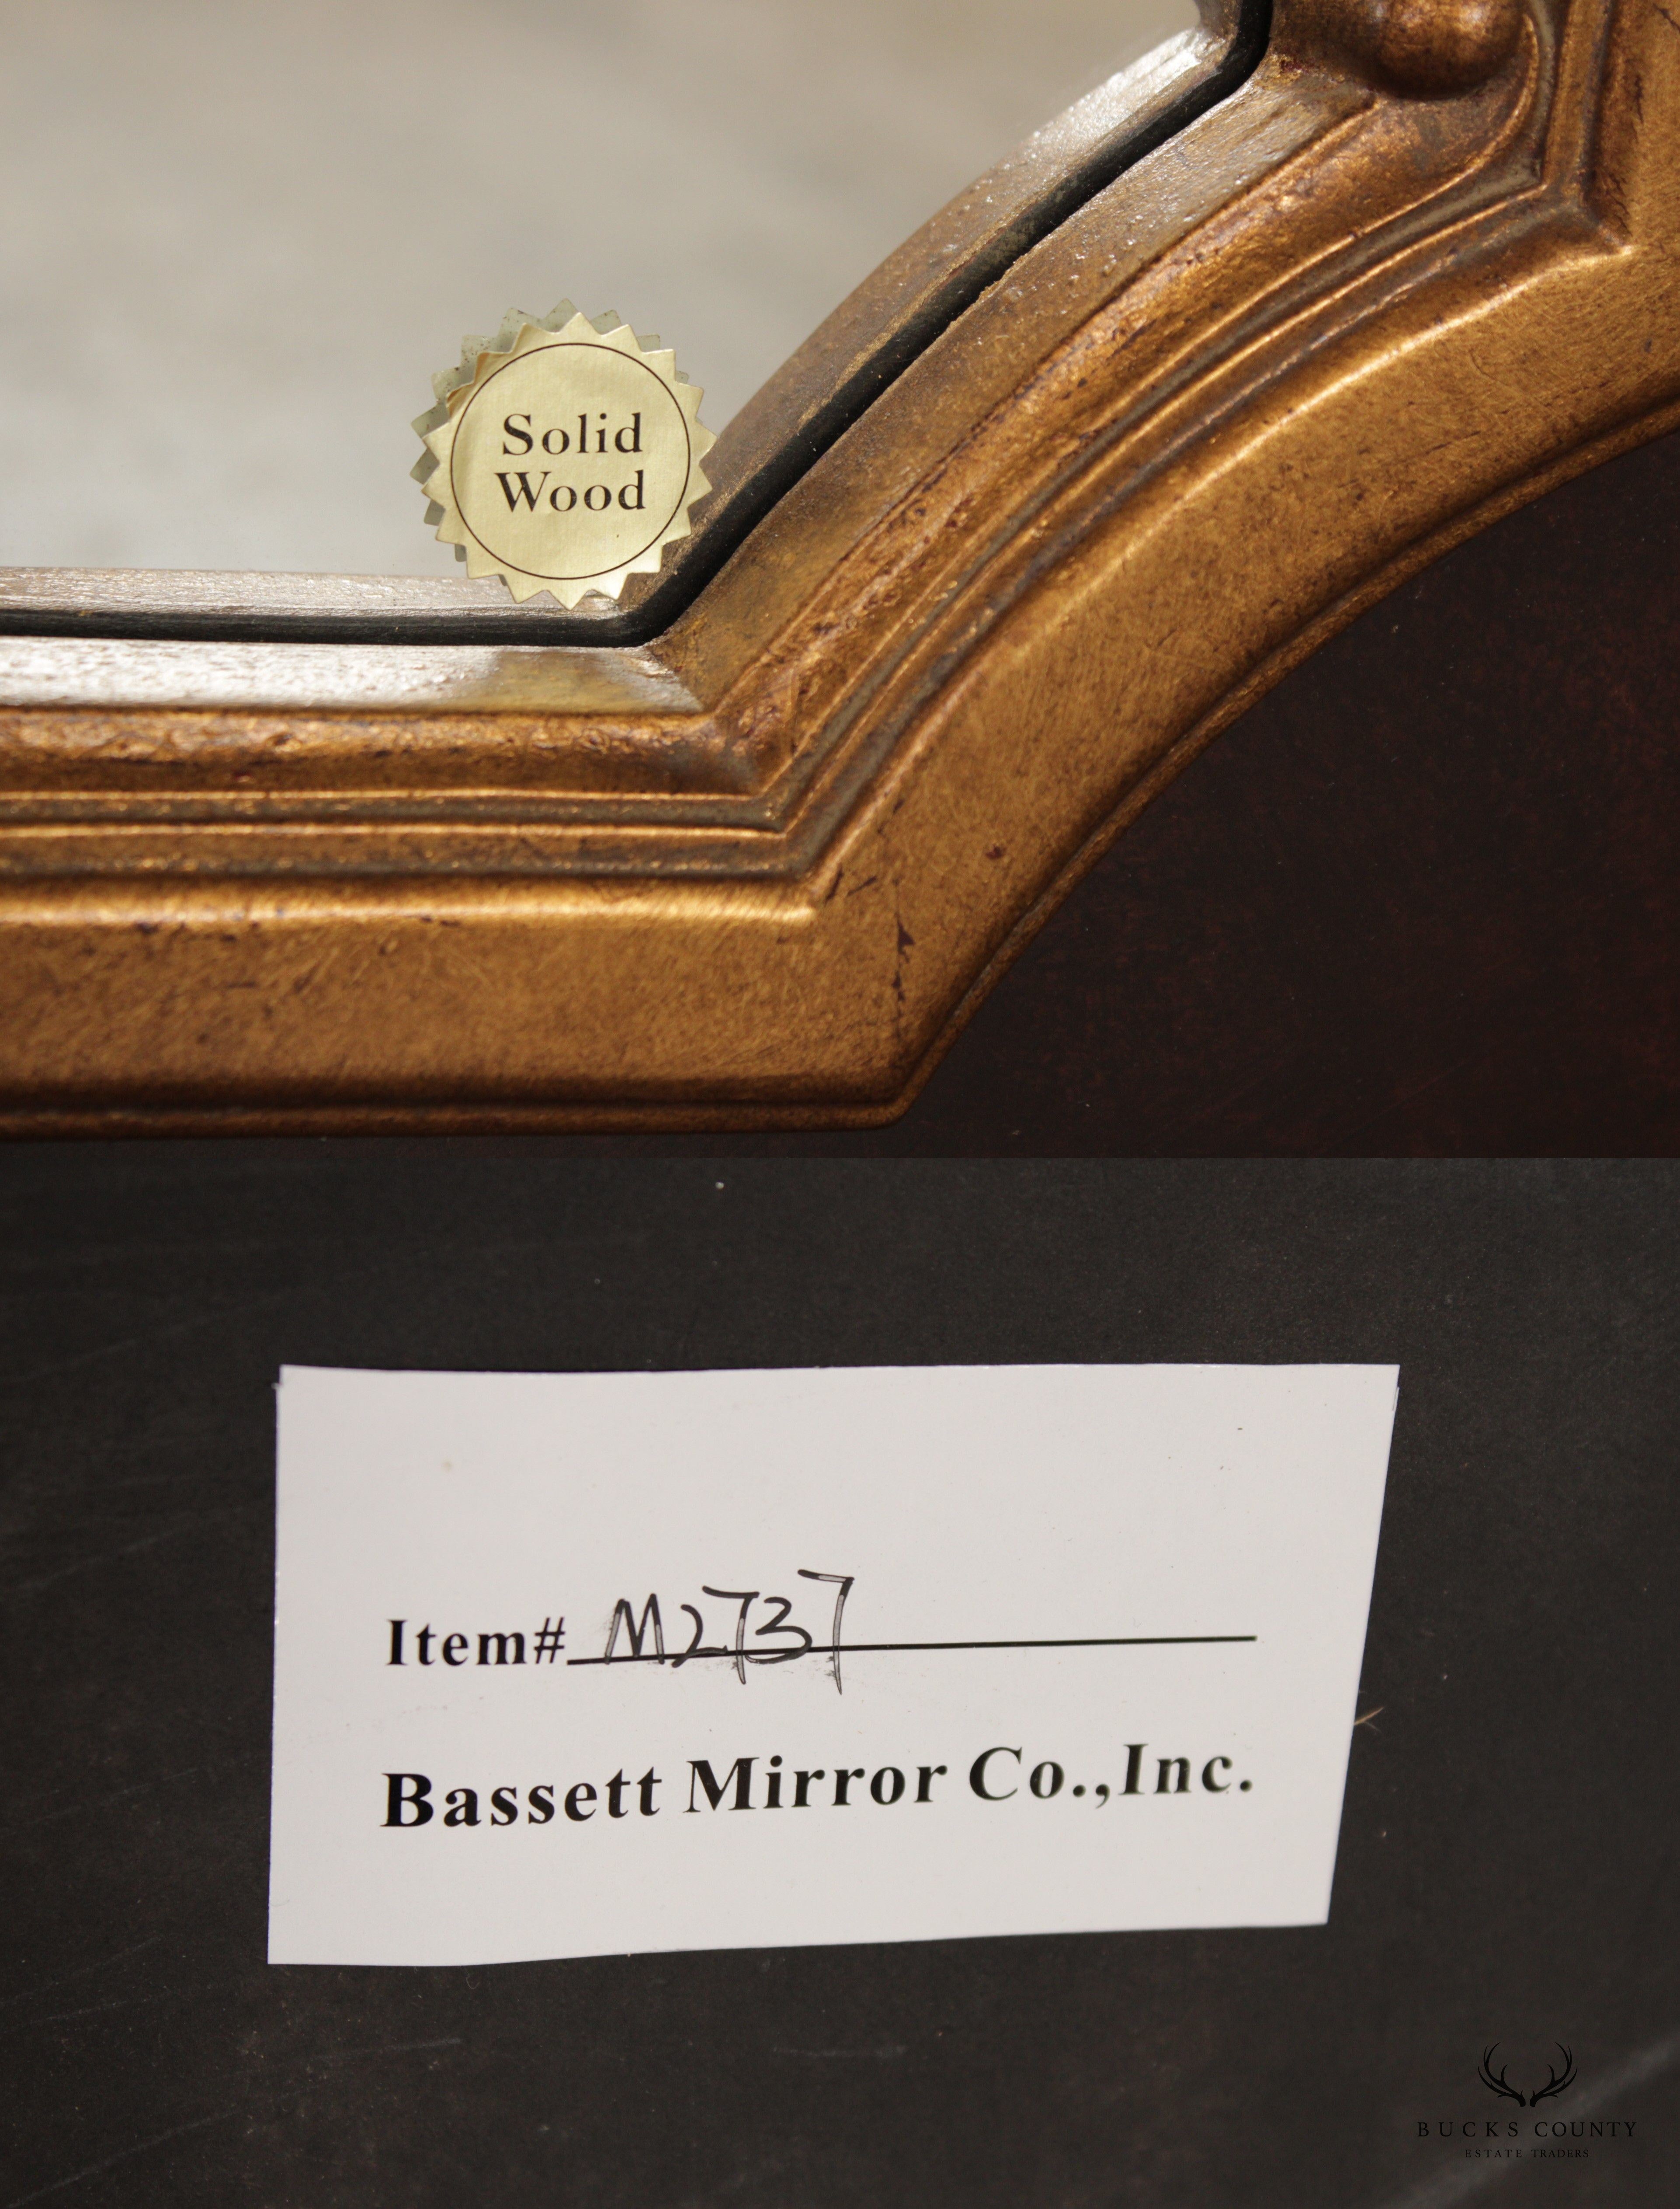 Solid
Wood
Item# M2737
Bassett Mirror Co., Inc.
BUCKS COUNTY
ESTATE TRADERS